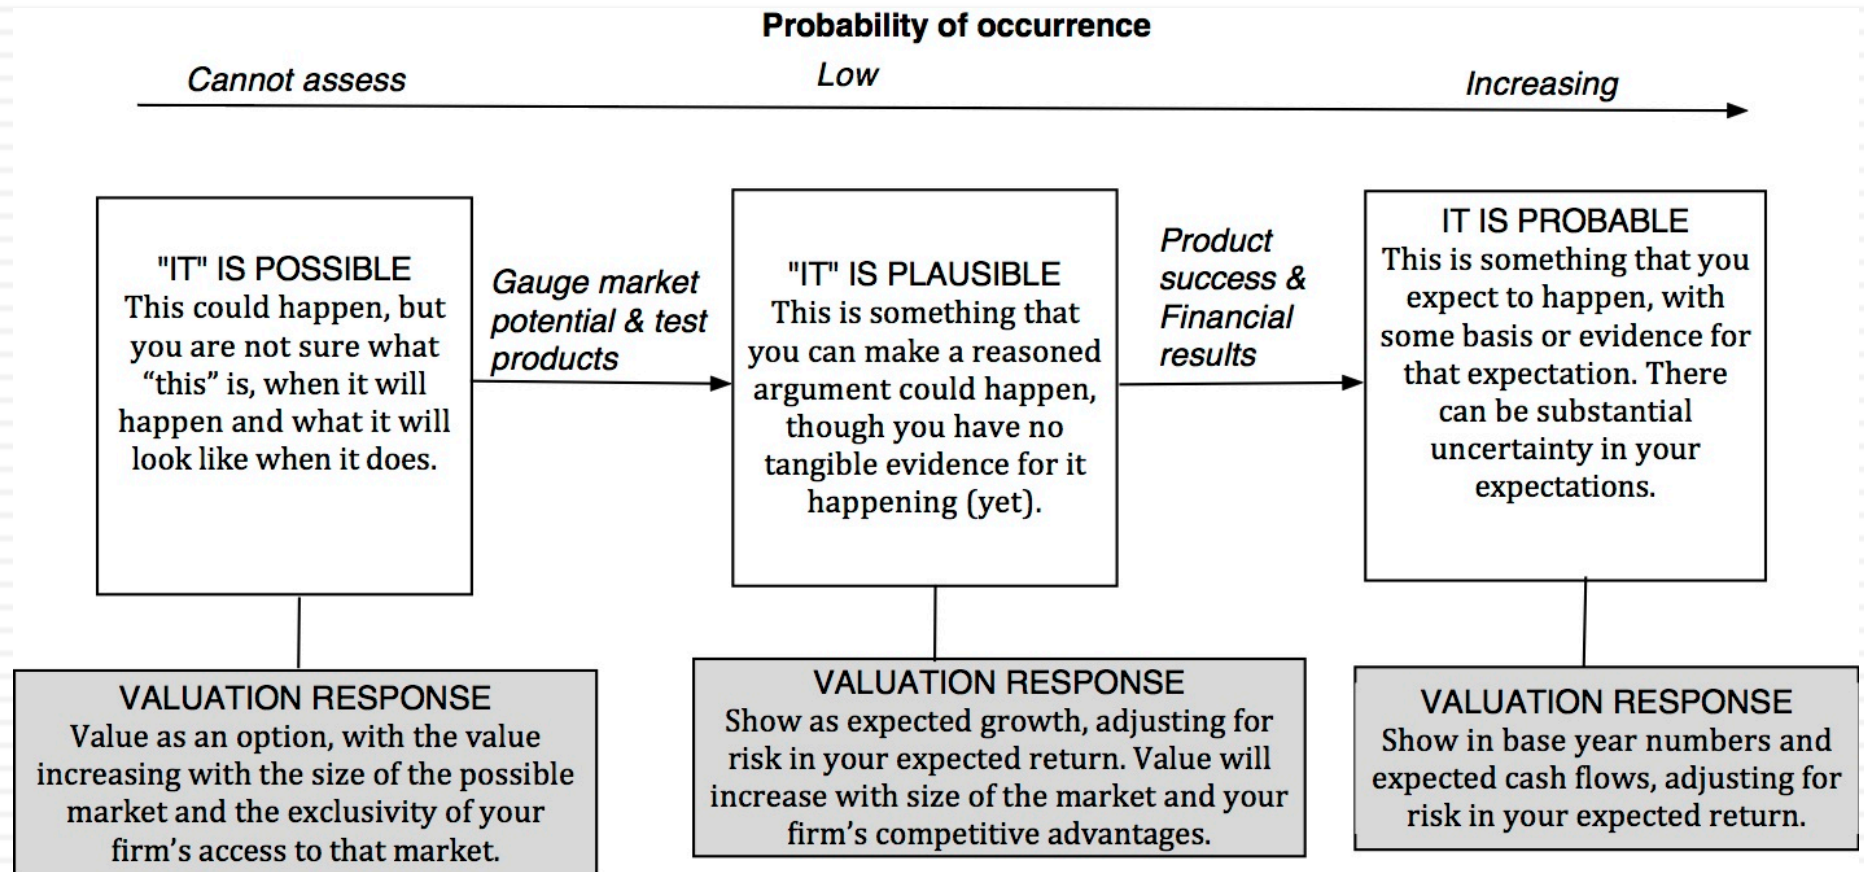 Probability of occurrence
Cannot assess
Low
Increasing
"IT" IS POSSIBLE
This could happen, but
you are not sure what
“this” is, when it will
happen and what it will
look like when it does.
Gauge market
potential & test
products
"IT" IS PLAUSIBLE
This is something that
you can make a reasoned
argument could happen,
though you have no
tangible evidence for it
happening (yet).
Product
success &
Financial
results
IT IS PROBABLE
This is something that you
expect to happen, with
some basis or evidence for
that expectation. There
can be substantial
uncertainty in your
expectations.
VALUATION RESPONSE
Value as an option, with the value
increasing with the size of the possible
market and the exclusivity of your
firm’s access to that market.
VALUATION RESPONSE
Show as expected growth, adjusting for
risk in your expected return. Value will
increase with size of the market and your
firm’s competitive advantages.
VALUATION RESPONSE
Show in base year numbers and
expected cash flows, adjusting for
risk in your expected return.